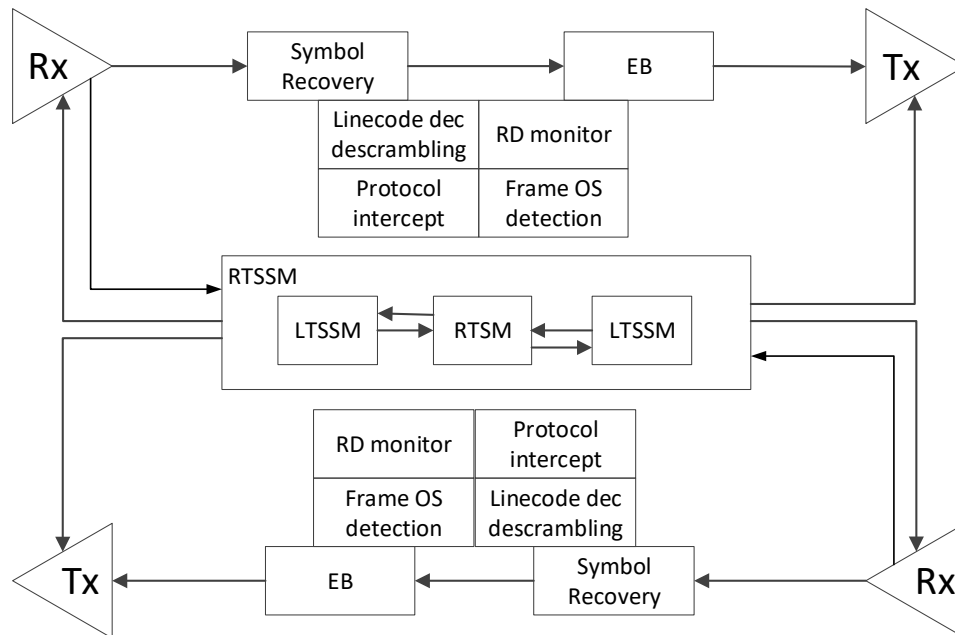 Rx
Symbol
Recovery
EB
Tx
Linecode dec
descrambling
RD monitor
Protocol
intercept
Frame OS
detection
RTSSM
LTSSM
RTSM
LTSSM
RD monitor
Protocol
intercept
Frame OS
detection
Linecode dec
descrambling
Tx
EB
Symbol
Recovery
Rx